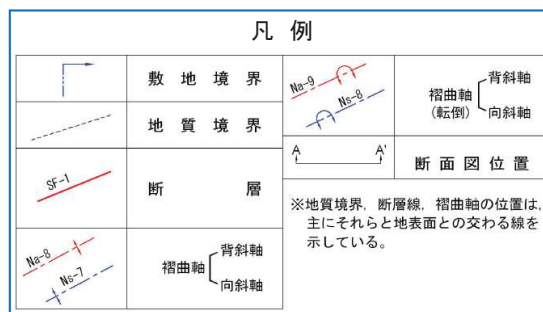 凡例
敷地境界
地質境界
SF-1
断層
Na-8
Ns-7
褶曲軸
背斜軸
向斜軸
Na-9
Ns-8
褶曲軸
(転倒)
背斜軸
向斜軸
A A'
断面図位置
※地質境界，断層線，褶曲軸の位置は，
主にそれらと地表面との交わる線を
示している。